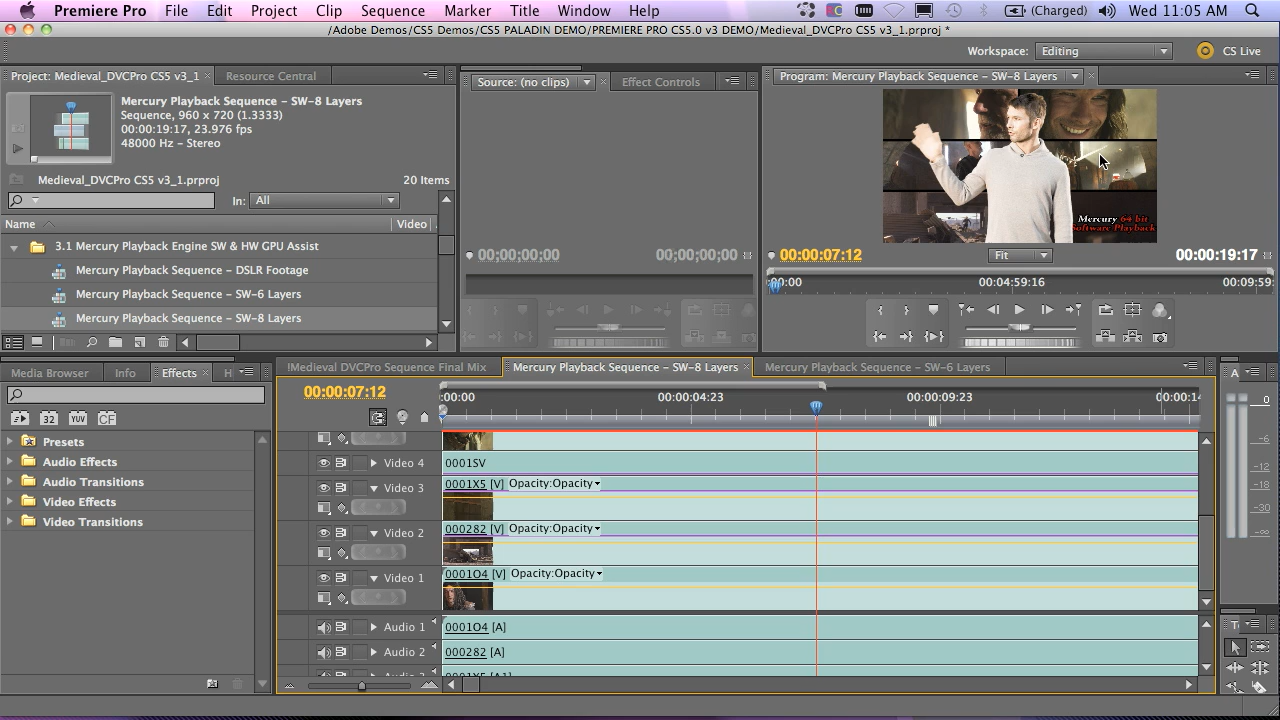 Premiere Pro File Edit Project Clip Sequence Marker Title Window Help (Charged) Wed 11:05 AM
/Adobe Demos/CS5 Demos/CS5 PALADIN DEMO/PREMIERE PRO CS5.0 v3 DEMO/Medieval_DVCPro CS5 v3_1.prproj *
Workspace: Editing CS Live
Project: Medieval_DVCPro CS5 v3_1 Resource Central
Source: (no clips) Effect Controls
Program: Mercury Playback Sequence - SW-8 Layers
Mercury Playback Sequence - SW-8 Layers
Sequence, 960 x 720 (1.3333)
00:00:19:17, 23.976 fps
48000 Hz - Stereo
Medieval_DVCPro CS5 v3_1.prproj 20 Items
In: All
Name Video
3.1 Mercury Playback Engine SW & HW GPU Assist
Mercury Playback Sequence - DSLR Footage
Mercury Playback Sequence - SW-6 Layers
Mercury Playback Sequence - SW-8 Layers
00;00;00;00 00;00;00;00
Mercury 64 bit
Software Playback
00:00:07:12 Fit 00:00:19:17
:00:00 00:04:59:16 00:09:59:
Media Browser Info Effects H
32 YUV CF
Presets
Audio Effects
Audio Transitions
Video Effects
Video Transitions
!Medieval DVCPro Sequence Final Mix Mercury Playback Sequence - SW-8 Layers Mercury Playback Sequence - SW-6 Layers
00:00:07:12 :00:00 00:00:04:23 00:00:09:23 00:00:14
Video 4 0001SV
Video 3 0001X5 [V] Opacity:Opacity
Video 2 000282 [V] Opacity:Opacity
Video 1 0001O4 [V] Opacity:Opacity
Audio 1 0001O4 [A]
Audio 2 000282 [A]
A
0
-6
-12
-18
-30
-∞
T